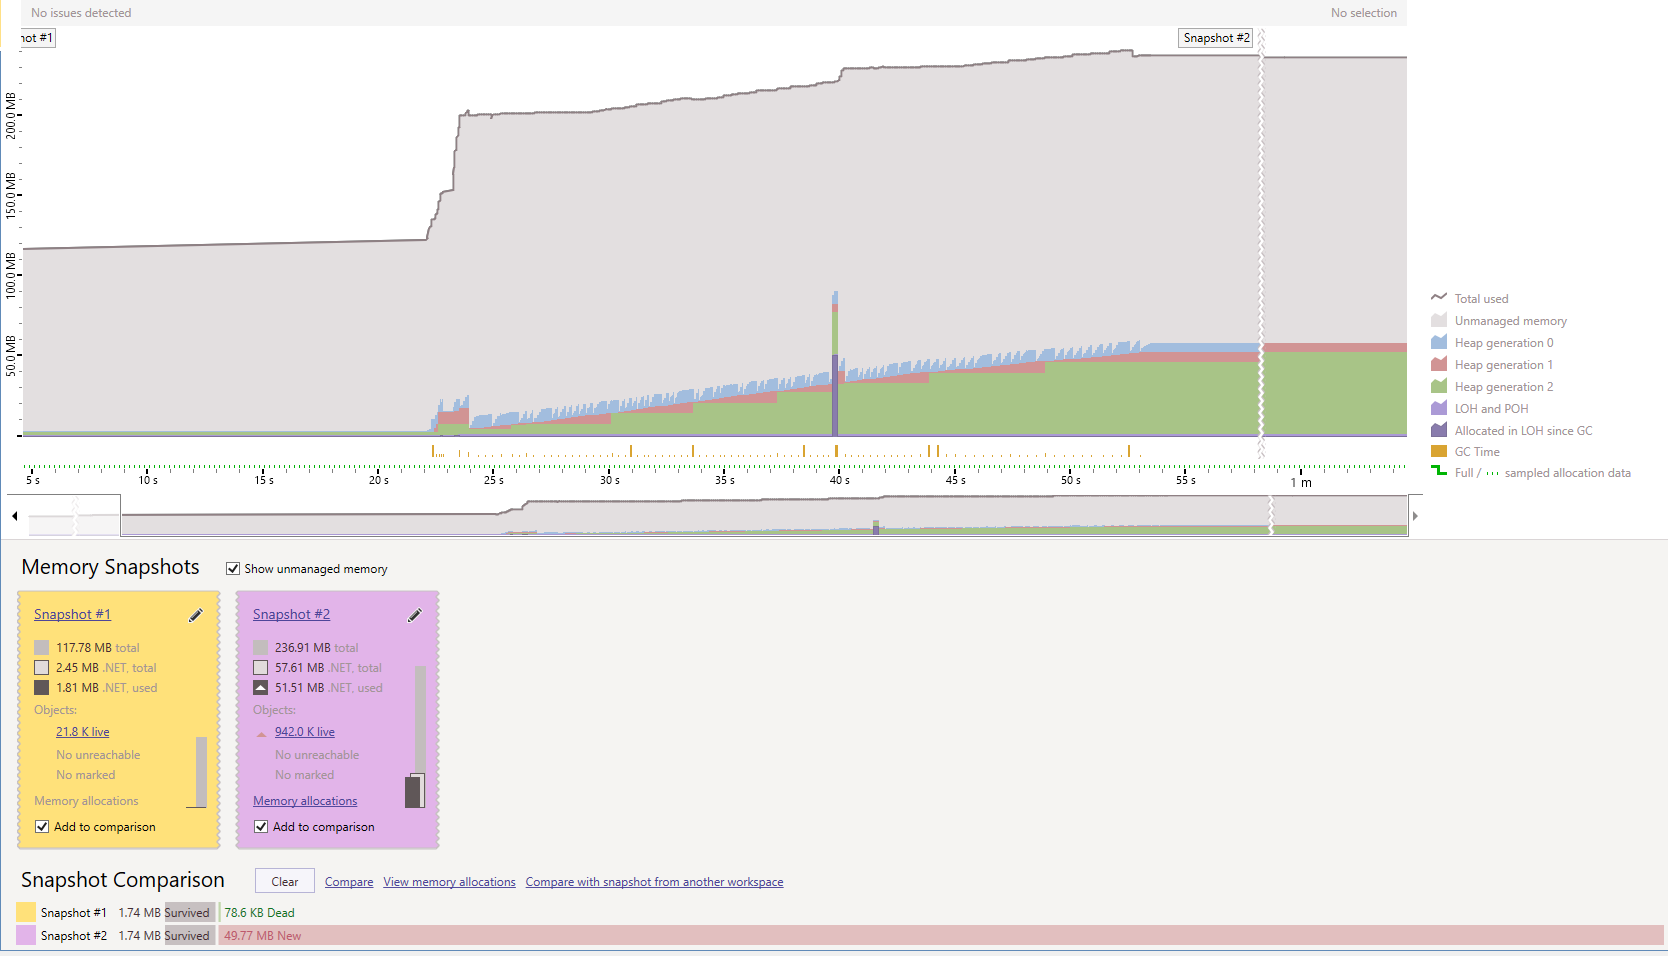 No issues detected
No selection
hot #1
Snapshot #2
200.0 MB
150.0 MB
100.0 MB
50.0 MB
Total used
Unmanaged memory
Heap generation 0
Heap generation 1
Heap generation 2
LOH and POH
Allocated in LOH since GC
GC Time
Full / sampled allocation data
5 s 10 s 15 s 20 s 25 s 30 s 35 s 40 s 45 s 50 s 55 s 1 m
Memory Snapshots Show unmanaged memory
Snapshot #1
117.78 MB total
2.45 MB .NET, total
1.81 MB .NET, used
Objects:
21.8 K live
No unreachable
No marked
Memory allocations
Add to comparison
Snapshot #2
236.91 MB total
57.61 MB .NET, total
51.51 MB .NET, used
Objects:
942.0 K live
No unreachable
No marked
Memory allocations
Add to comparison
Snapshot Comparison Clear Compare View memory allocations Compare with snapshot from another workspace
Snapshot #1 1.74 MB Survived 78.6 KB Dead
Snapshot #2 1.74 MB Survived 49.77 MB New